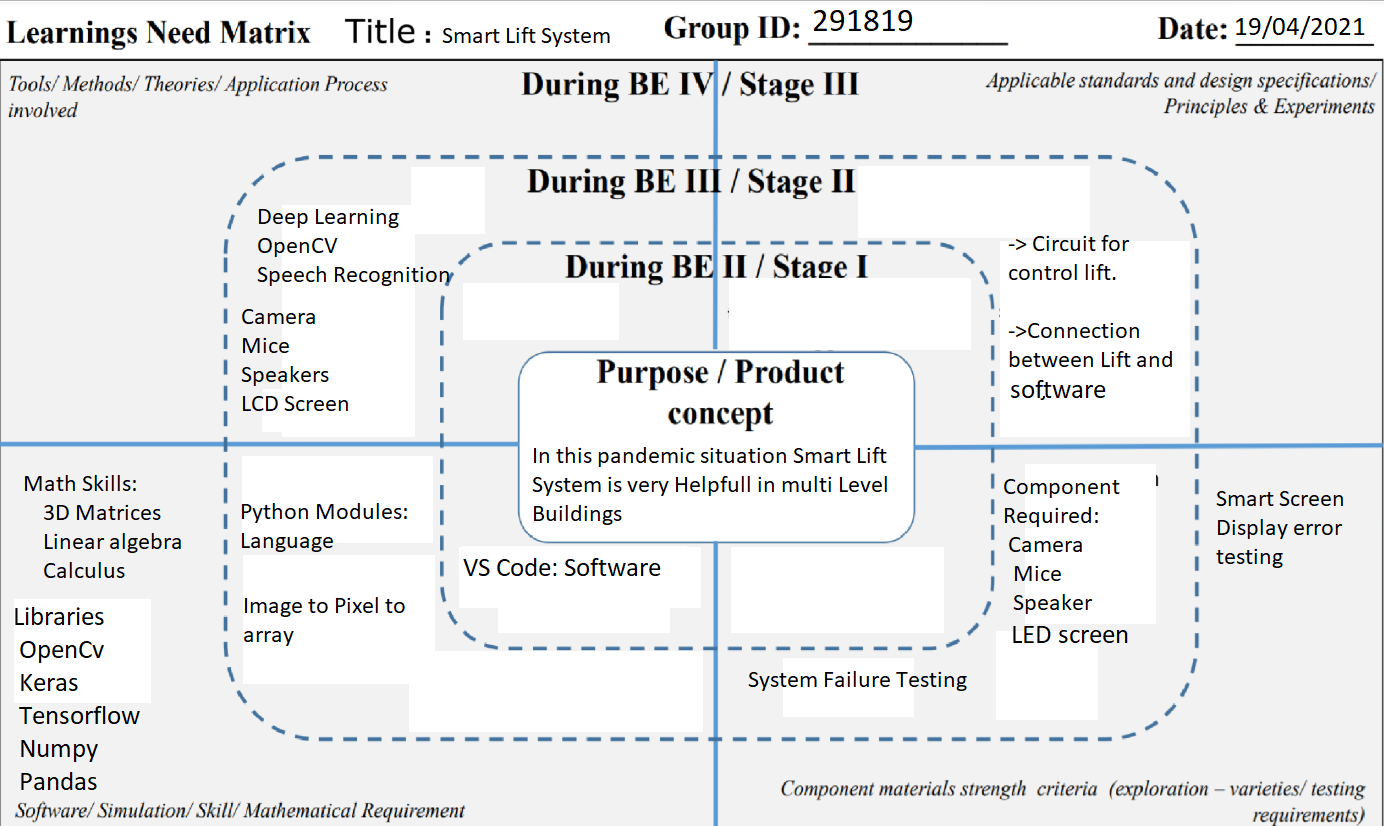 Learnings Need Matrix Title : Smart Lift System Group ID: 291819 Date: 19/04/2021
Tools/ Methods/ Theories/ Application Process
involved
During BE IV / Stage III
Applicable standards and design specifications/
Principles & Experiments
During BE III / Stage II
Deep Learning
OpenCV
Speech Recognition
Camera
Mice
Speakers
LCD Screen
During BE II / Stage I
-> Circuit for
control lift.
->Connection
between Lift and
software
Purpose / Product
concept
In this pandemic situation Smart Lift
System is very Helpfull in multi Level
Buildings
Math Skills:
3D Matrices
Linear algebra
Calculus
Libraries
OpenCv
Keras
Tensorflow
Numpy
Pandas
Python Modules:
Language
Image to Pixel to
array
VS Code: Software
System Failure Testing
Component
Required:
Camera
Mice
Speaker
LED screen
Smart Screen
Display error
testing
Software/ Simulation/ Skill/ Mathematical Requirement
Component materials strength criteria (exploration – varieties/ testing
requirements)